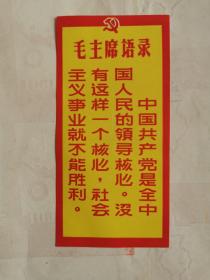 毛主席语录
中国共产党是全中
国人民的領导核心。沒
有这样一个核心，社会
主义事业就不能胜利。